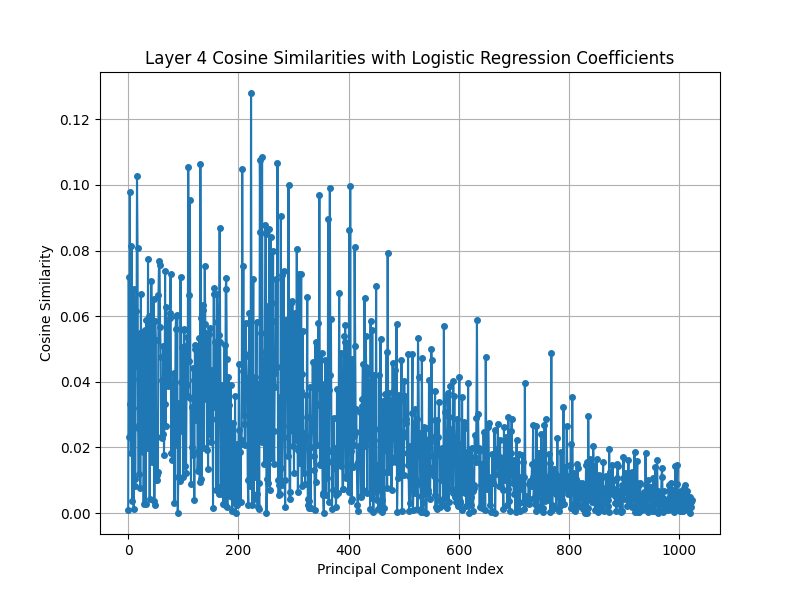 Layer 4 Cosine Similarities with Logistic Regression Coefficients
0.12
0.10
0.08
0.06
0.04
0.02
0.00
Cosine Similarity
0 200 400 600 800 1000
Principal Component Index